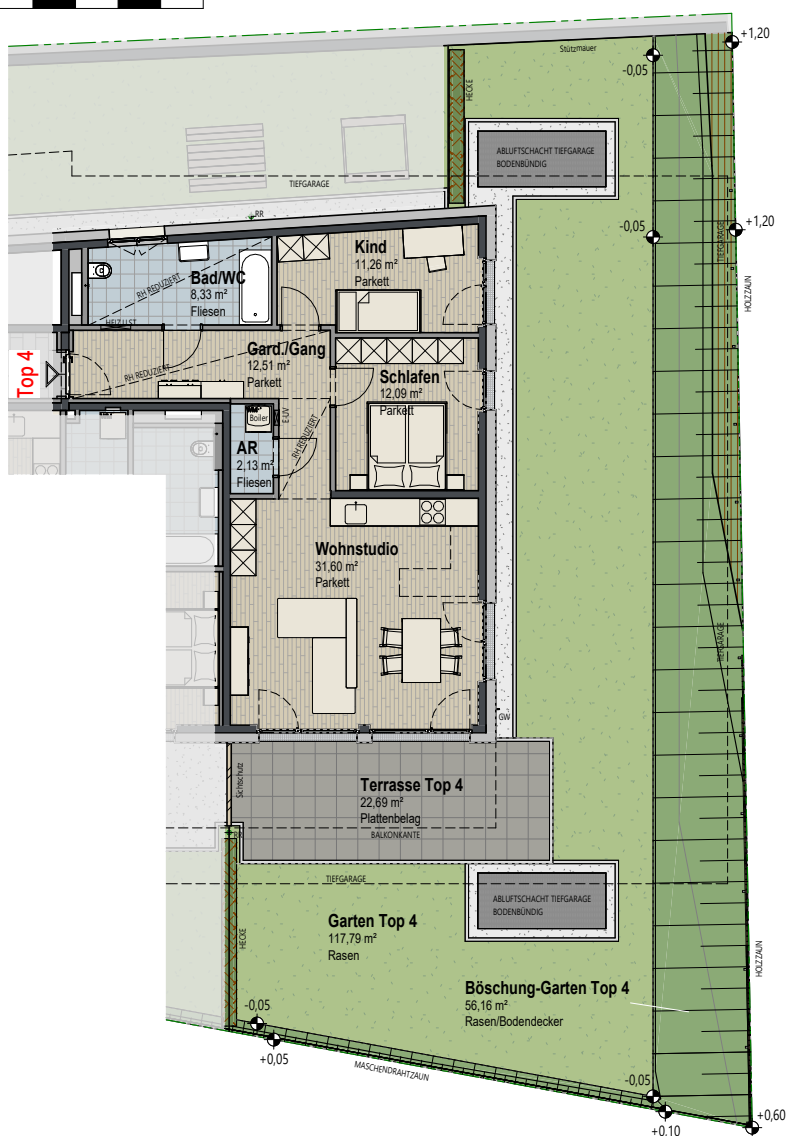 +1,20
Stützmauer
-0,05
HECKE
ABLUFTSCHACHT TIEFGARAGE
BODENBÜNDIG
TIEFGARAGE
RR
-0,05
+1,20
TIEFGARAGE
HOLZZAUN
Kind
11,26 m²
Parkett
Bad/WC
8,33 m²
Fliesen
RH REDUZIERT
HEIZLUST
Top 4
Gard./Gang
12,51 m²
Parkett
RH REDUZIERT
Schlafen
12,09 m²
Parkett
Boiler
E-UV
RH REDUZIERT
AR
2,13 m²
Fliesen
Wohnstudio
31,60 m²
Parkett
TIEFGARAGE
GW
Sichtschutz
Terrasse Top 4
22,69 m²
Plattenbelag
BALKONKANTE
RR
TIEFGARAGE
ABLUFTSCHACHT TIEFGARAGE
BODENBÜNDIG
Garten Top 4
117,79 m²
Rasen
HECKE
HOLZZAUN
Böschung-Garten Top 4
56,16 m²
Rasen/Bodendecker
-0,05
+0,05
MASCHENDRAHTZAUN
-0,05
+0,10
+0,60